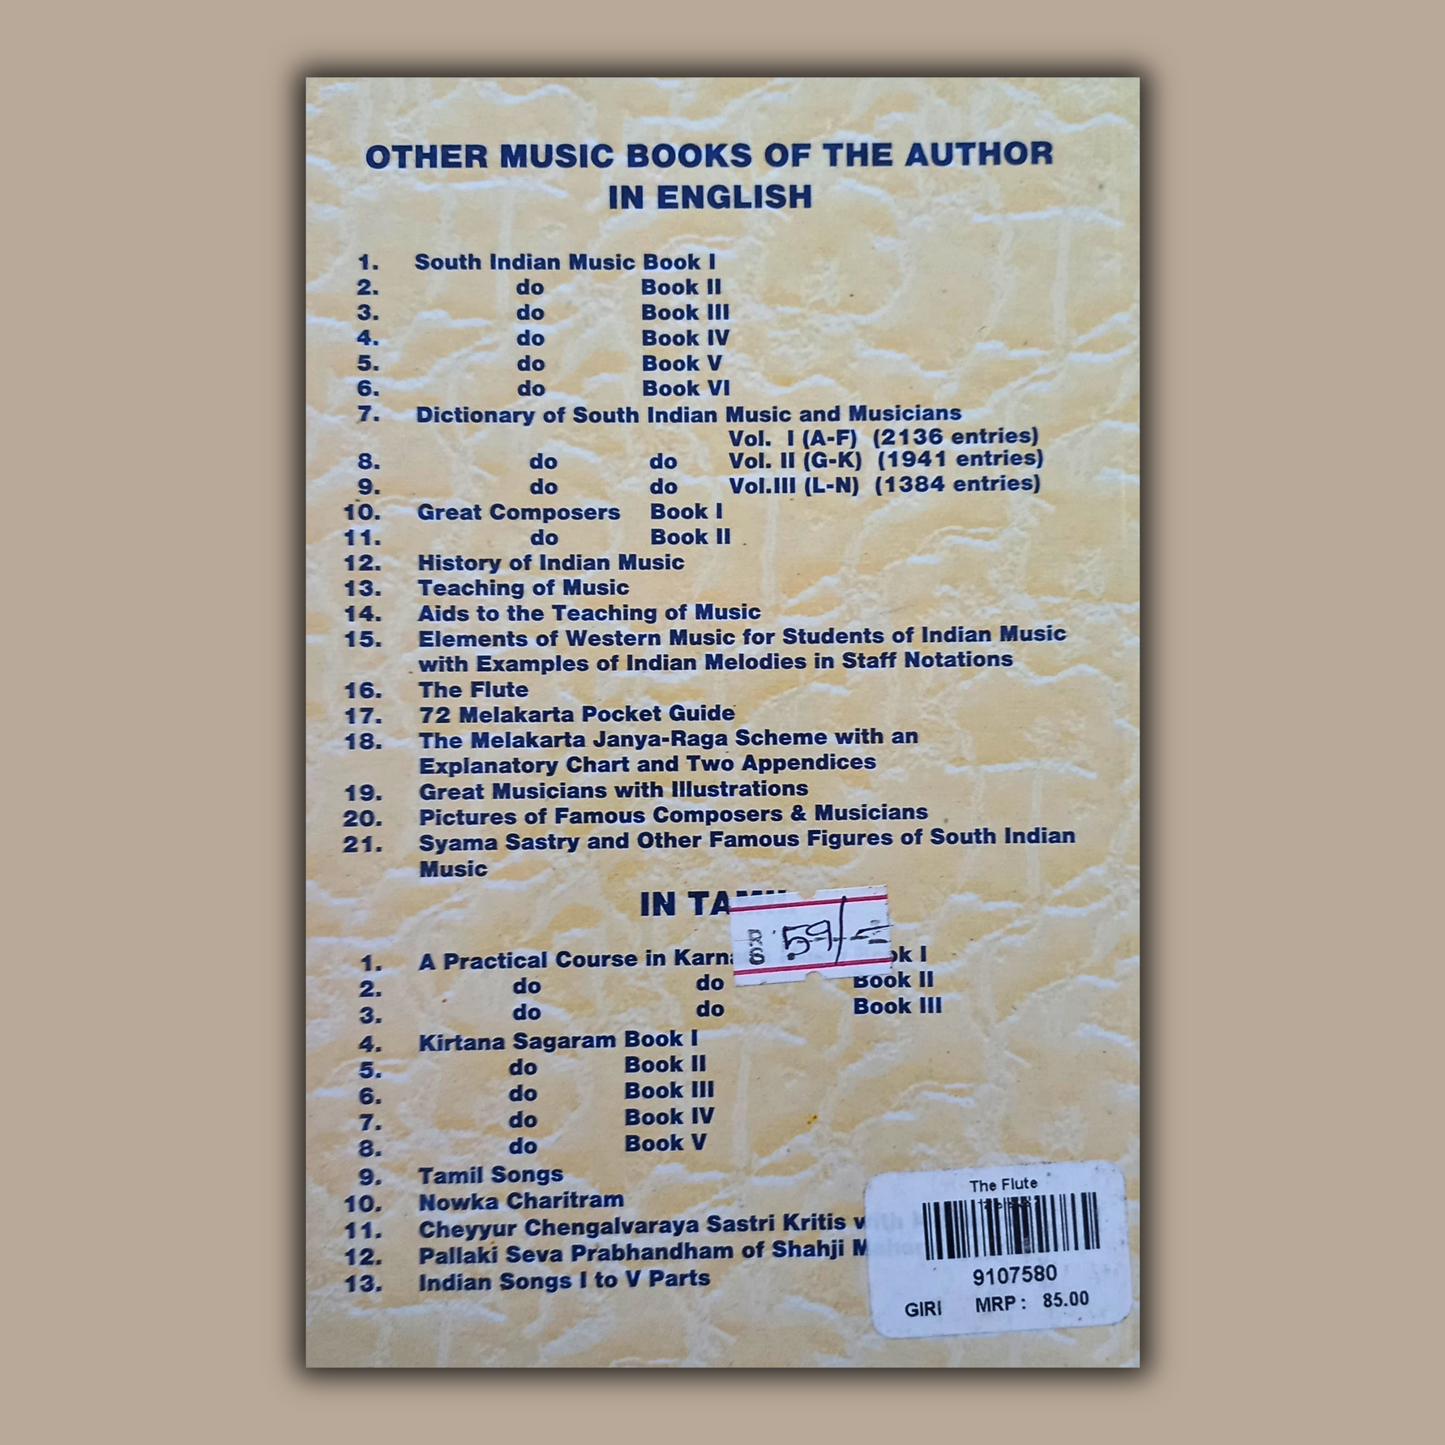 OTHER MUSIC BOOKS OF THE AUTHOR
IN ENGLISH
1. South Indian Music Book I
2. do Book II
3. do Book III
4. do Book IV
5. do Book V
6. do Book VI
7. Dictionary of South Indian Music and Musicians
Vol. I (A-F) (2136 entries)
8. do do Vol. II (G-K) (1941 entries)
9. do do Vol.III (L-N) (1384 entries)
10. Great Composers Book I
11. do Book II
12. History of Indian Music
13. Teaching of Music
14. Aids to the Teaching of Music
15. Elements of Western Music for Students of Indian Music
with Examples of Indian Melodies in Staff Notations
16. The Flute
17. 72 Melakarta Pocket Guide
18. The Melakarta Janya-Raga Scheme with an
Explanatory Chart and Two Appendices
19. Great Musicians with Illustrations
20. Pictures of Famous Composers & Musicians
21. Syama Sastry and Other Famous Figures of South Indian
Music
IN
59/-
1. A Practical Course in I
2. do do Book II
3. do do Book III
4. Kirtana Sagaram Book I
5. do Book II
6. do Book III
7. do Book IV
8. do Book V
9. Tamil Songs
10. Nowka Charitram
11. Cheyyur Chengalvaraya Sastri Kritis with
12. Pallaki Seva Prabhandham of Shahji
13. Indian Songs I to V Parts
The Flute
9107580
GIRI MRP : 85.00